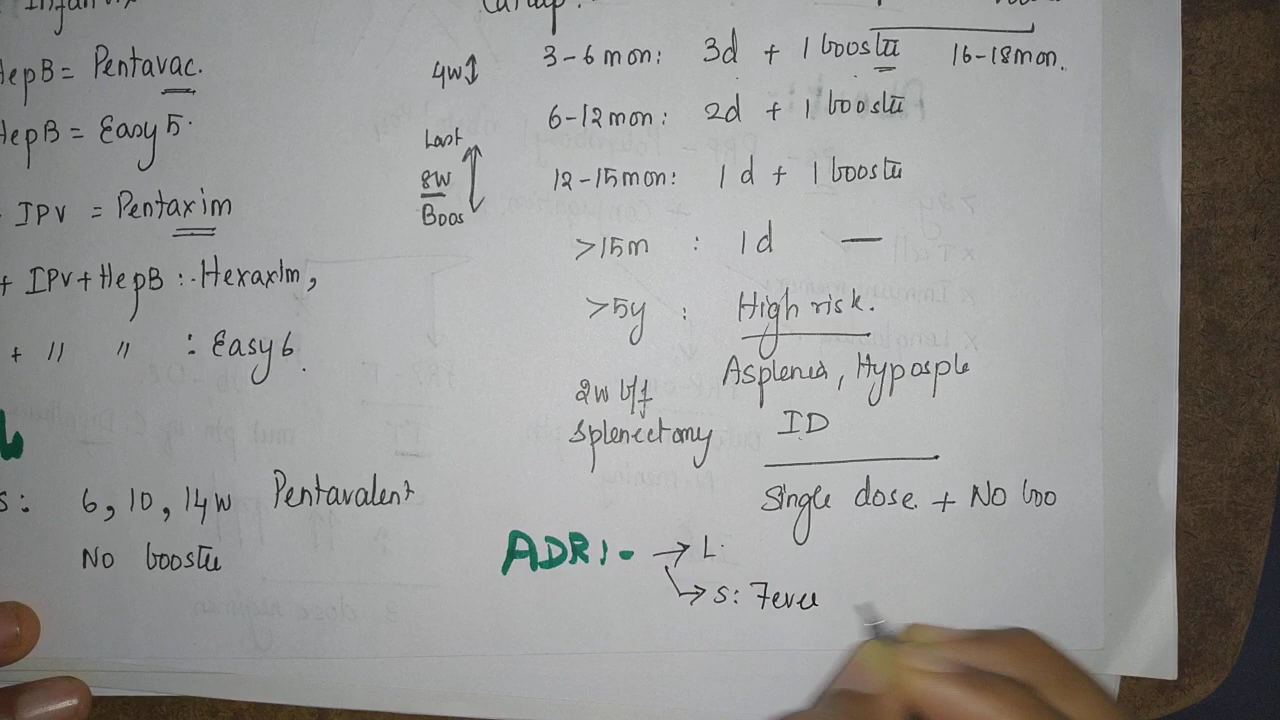 HepB = Pentavac.
HepB = Easy 5.
IPV = Pentaxim
+ IPV + HepB : Hexaxim,
+ " " : Easy 6.
S : 6, 10, 14w Pentavalent
No booster
4w
Last
8w
Boos
3-6 mon: 3d + 1 booster 16-18mon.
6-12 mon: 2d + 1 booster
12-15 mon: 1d + 1 booster
>15m : 1d —
>5y : High risk.
Asplenia, Hyposple
ID
2w b/f
Splenectomy
Single dose + No boo
ADR:- → L:
→ S: Fever